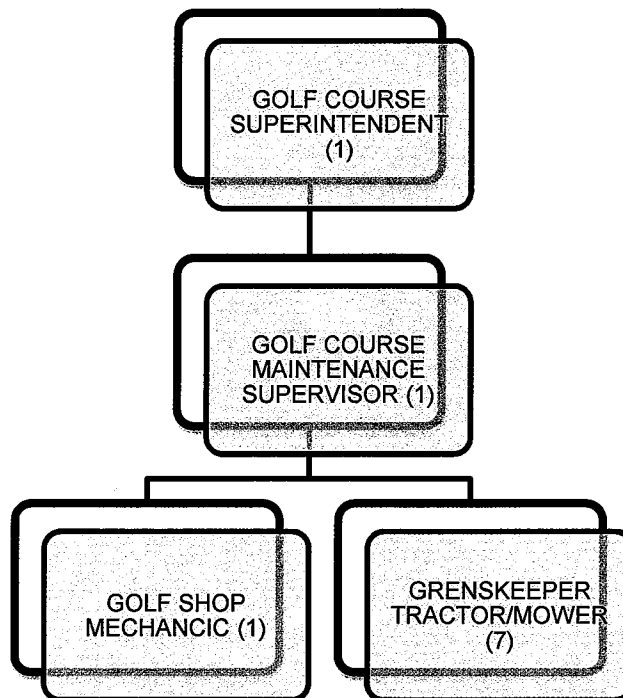 GOLF COURSE
SUPERINTENDENT
(1)
GOLF COURSE
MAINTENANCE
SUPERVISOR (1)
GOLF SHOP
MECHANCIC (1)
GRENSKEEPER
TRACTOR/MOWER
(7)